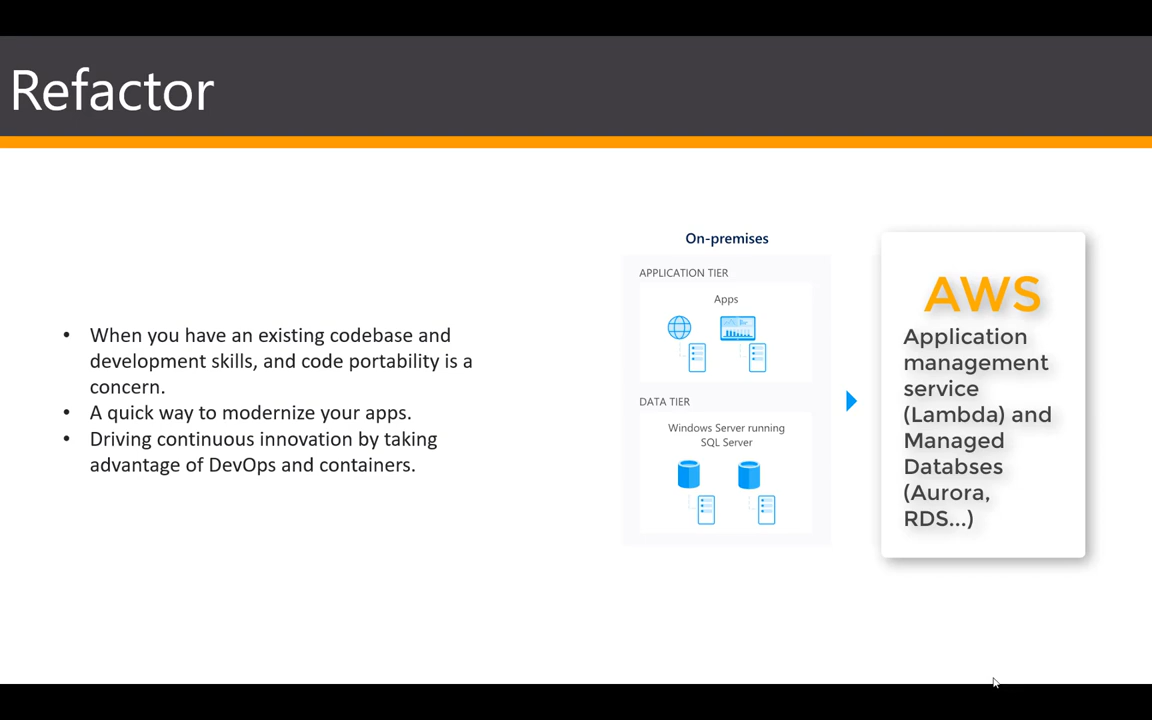 Refactor
• When you have an existing codebase and
development skills, and code portability is a
concern.
• A quick way to modernize your apps.
• Driving continuous innovation by taking
advantage of DevOps and containers.
On-premises
APPLICATION TIER
Apps
DATA TIER
Windows Server running
SQL Server
AWS
Application
management
service
(Lambda) and
Managed
Databses
(Aurora,
RDS...)